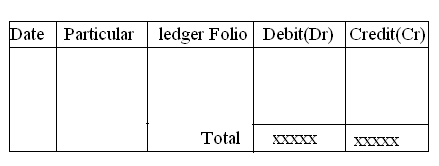 Date Particular ledger Folio Debit(Dr) Credit(Cr)
Total xxxxx xxxxx